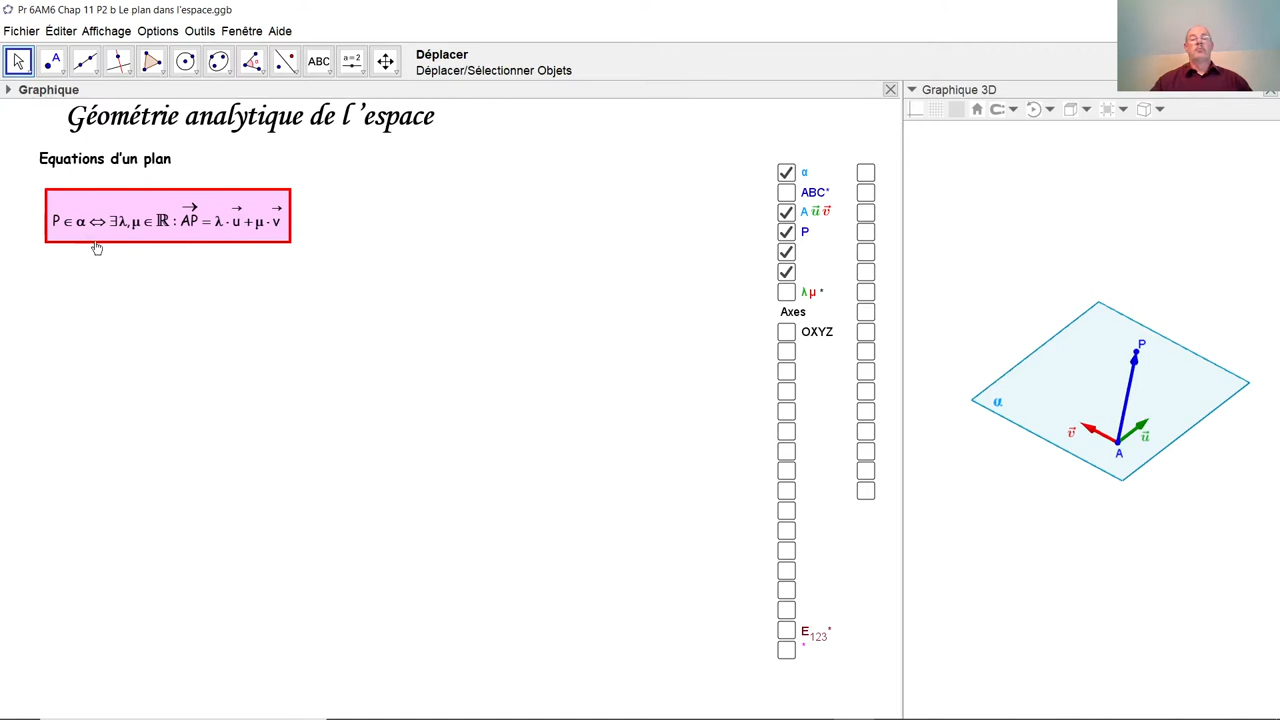 Pr 6AM6 Chap 11 P2 b Le plan dans l'espace.ggb
Fichier Éditer Affichage Options Outils Fenêtre Aide
A ABC a=2 Déplacer
Déplacer/Sélectionner Objets
Graphique
Graphique 3D
Géométrie analytique de l 'espace
Equations d'un plan
P ∈ α ⇔ ∃λ, μ ∈ ℝ : AP⃗ = λ · u⃗ + μ · v⃗
α
ABC*
A u⃗ v⃗
P
λ μ *
Axes
OXYZ
E₁₂₃*
*
P
α
v⃗
u⃗
A